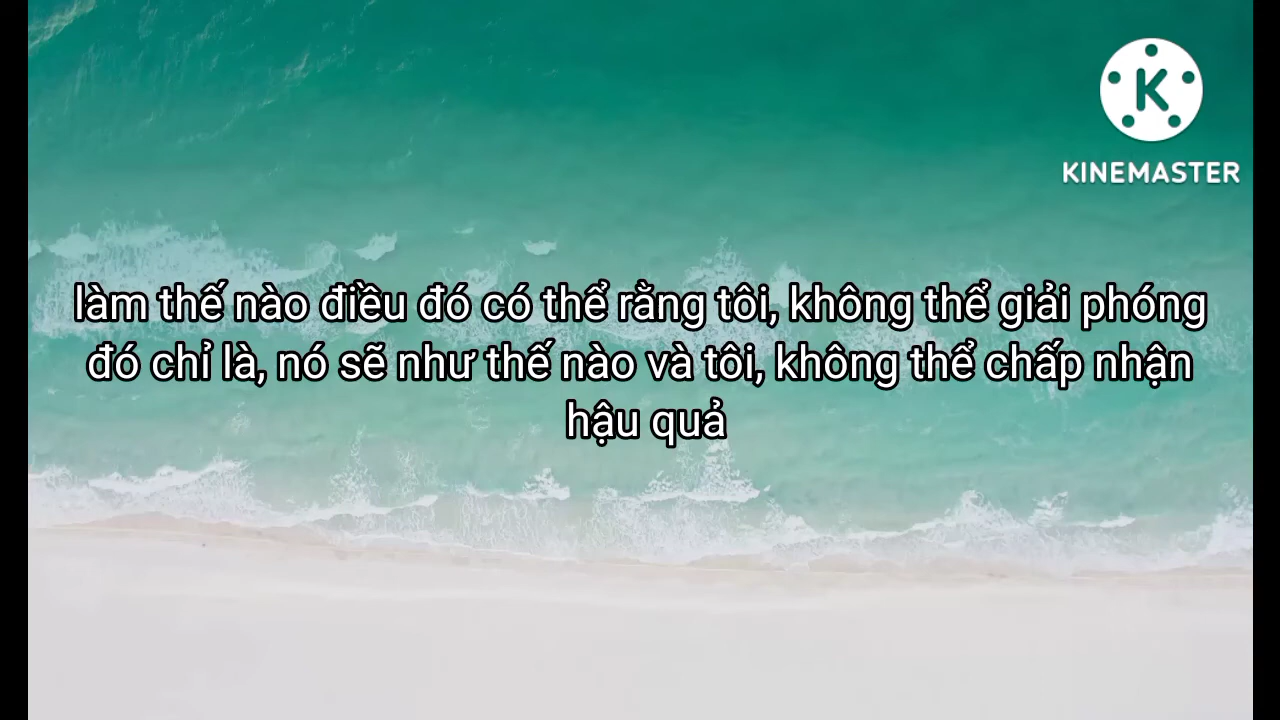 K
KINEMASTER
làm thế nào điều đó có thể rằng tôi, không thể giải phóng
đó chỉ là, nó sẽ như thế nào và tôi, không thể chấp nhận
hậu quả